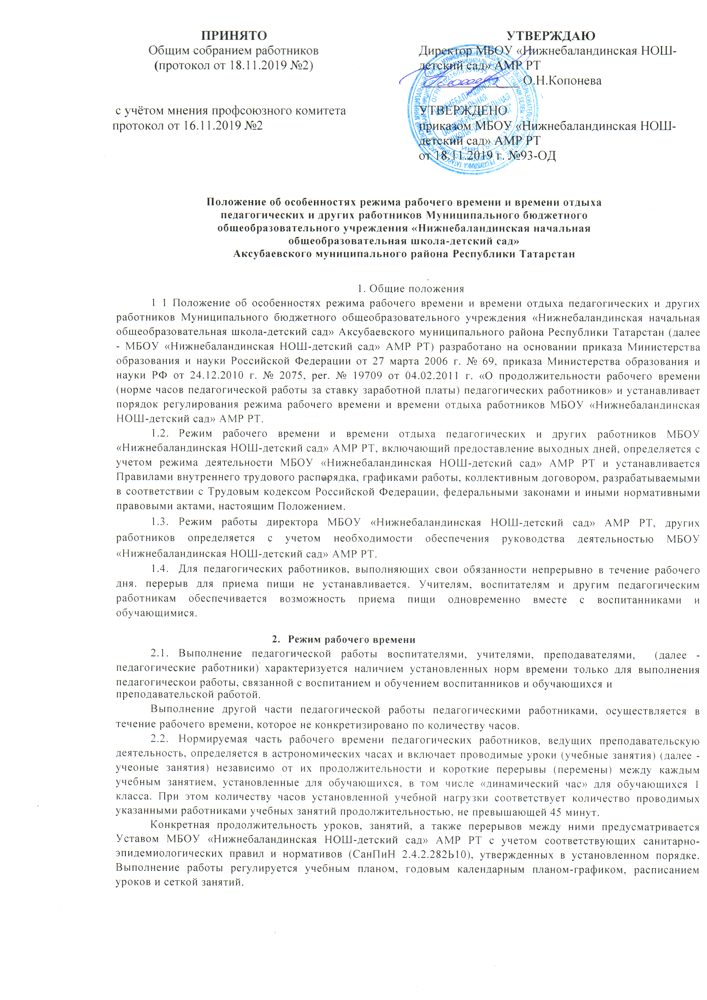 ПРИНЯТО
Общим собранием работников
(протокол от 18.11.2019 №2)
с учётом мнения профсоюзного комитета
протокол от 16.11.2019 №2
УТВЕРЖДАЮ
Директор МБОУ «Нижнебаландинская НОШ-
детский сад» АМР РТ
О.Н.Копонева
УТВЕРЖДЕНО
приказом МБОУ «Нижнебаландинская НОШ-
детский сад» АМР РТ
от 18.11.2019 г. №93-ОД
Положение об особенностях режима рабочего времени и времени отдыха
педагогических и других работников Муниципального бюджетного
общеобразовательного учреждения «Нижнебаландинская начальная
общеобразовательная школа-детский сад»
Аксубаевского муниципального района Республики Татарстан
1. Общие положения
1 1 Положение об особенностях режима рабочего времени и времени отдыха педагогических и других
работников Муниципального бюджетного общеобразовательного учреждения «Нижнебаландинская начальная
общеобразовательная школа-детский сад» Аксубаевского муниципального района Республики Татарстан (далее
- МБОУ «Нижнебаландинская НОШ-детский сад» АМР РТ) разработано на основании приказа Министерства
образования и науки Российской Федерации от 27 марта 2006 г. № 69, приказа Министерства образования и
науки РФ от 24.12.2010 г. № 2075, per. № 19709 от 04.02.2011 г. «О продолжительности рабочего времени
(норме часов педагогической работы за ставку заработной платы) педагогических работников» и устанавливает
порядок регулирования режима рабочего времени и времени отдыха работников МБОУ «Нижнебаландинская
НОШ-детский сад» АМР РТ.
1.2. Режим рабочего времени и времени отдыха педагогических и других работников МБОУ
«Нижнебаландинская НОШ-детский сад» АМР РТ, включающий предоставление выходных дней, определяется с
учетом режима деятельности МБОУ «Нижнебаландинская НОШ-детский сад» АМР РТ и устанавливается
Правилами внутреннего трудового распорядка, графиками работы, коллективным договором, разрабатываемыми
в соответствии с Трудовым кодексом Российской Федерации, федеральными законами и иными нормативными
правовыми актами, настоящим Положением.
1.3. Режим работы директора МБОУ «Нижнебаландинская НОШ-детский сад» АМР РТ, других
работников определяется с учетом необходимости обеспечения руководства деятельностью МБОУ
«Нижнебаландинская НОШ-детский сад» АМР РТ.
1.4. Для педагогических работников, выполняющих свои обязанности непрерывно в течение рабочего
дня. перерыв для приема пищи не устанавливается. Учителям, воспитателям и другим педагогическим
работникам обеспечивается возможность приема пищи одновременно вместе с воспитанниками и
обучающимися.
2. Режим рабочего времени
2.1. Выполнение педагогической работы воспитателями, учителями, преподавателями, (далее -
педагогические работники) характеризуется наличием установленных норм времени только для выполнения
педагогическои работы, связанной с воспитанием и обучением воспитанников и обучающихся и
преподавательской работой.
Выполнение другой части педагогической работы педагогическими работниками, осуществляется в
течение рабочего времени, которое не конкретизировано по количеству часов.
2.2. Нормируемая часть рабочего времени педагогических работников, ведущих преподавательскую
деятельность, определяется в астрономических часах и включает проводимые уроки (учебные занятия) (далее -
учеоные занятия) независимо от их продолжительности и короткие перерывы (перемены) между каждым
учебным занятием, установленные для обучающихся, в том числе «динамический час» для обучающихся 1
класса. При этом количеству часов установленной учебной нагрузки соответствует количество проводимых
указанными работниками учебных занятий продолжительностью, не превышающей 45 минут.
Конкретная продолжительность уроков, занятий, а также перерывов между ними предусматривается
Уставом МБОУ «Нижнебаландинская НОШ-детский сад» АМР РТ с учетом соответствующих санитарно-
эпидемиологических правил и нормативов (СанПиН 2.4.2.282Ь10), утвержденных в установленном порядке.
Выполнение работы регулируется учебным планом, годовым календарным планом-графиком, расписанием
уроков и сеткой занятий.